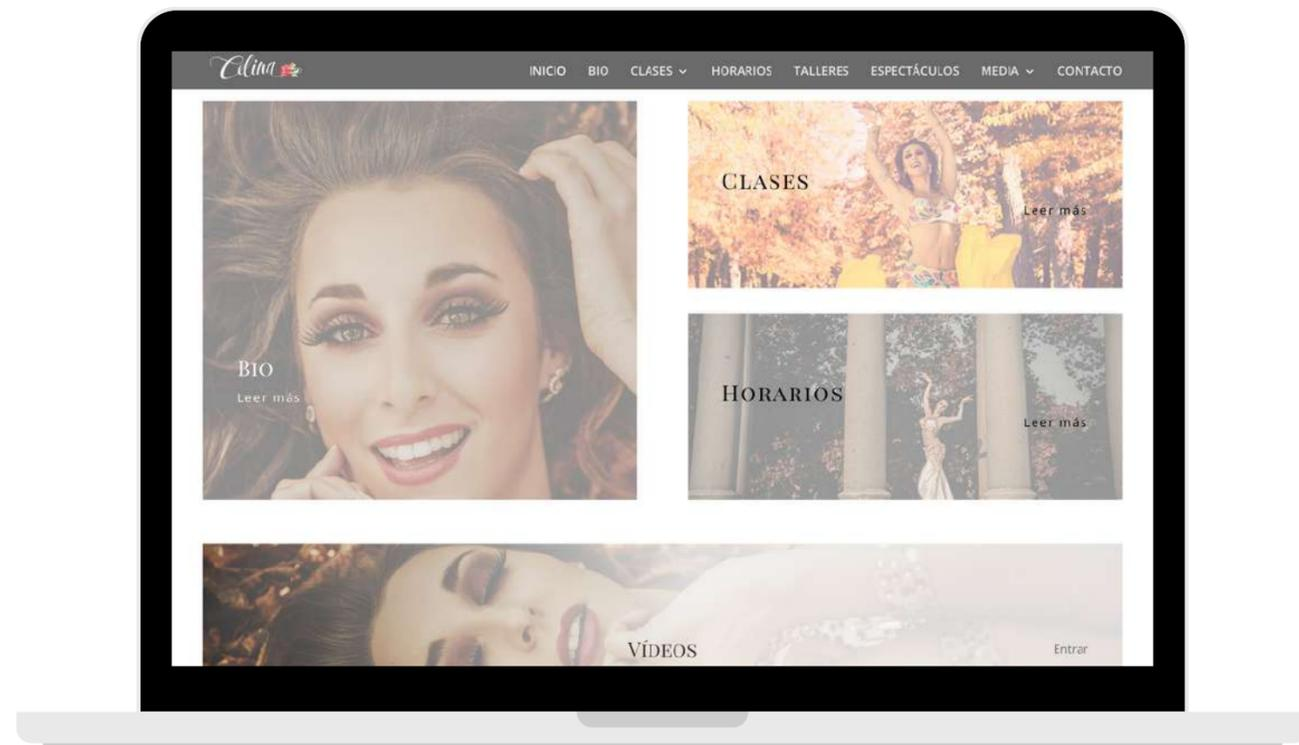 INICIO BIO CLASES HORARIOS TALLERES ESPECTÁCULOS MEDIA CONTACTO
Bio
Leer más
Clases
Leer más
Horarios
Leer más
Vídeos
Entrar